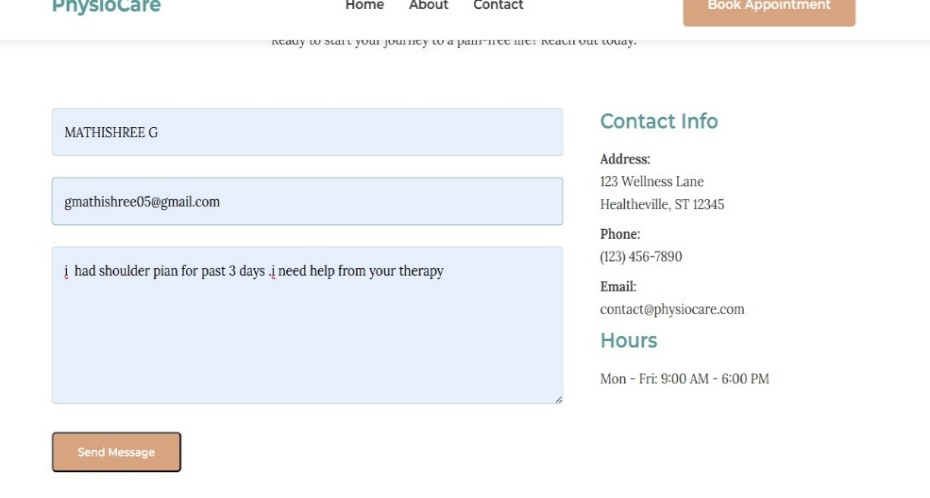 PhysioCare
Home About Contact
Book Appointment
Ready to start your journey to a pain-free life? Reach out today.
MATHISHREE G
gmathishree05@gmail.com
i had shoulder pian for past 3 days .i need help from your therapy
Send Message
Contact Info
Address:
123 Wellness Lane
Healtheville, ST 12345
Phone:
(123) 456-7890
Email:
contact@physiocare.com
Hours
Mon - Fri: 9:00 AM - 6:00 PM